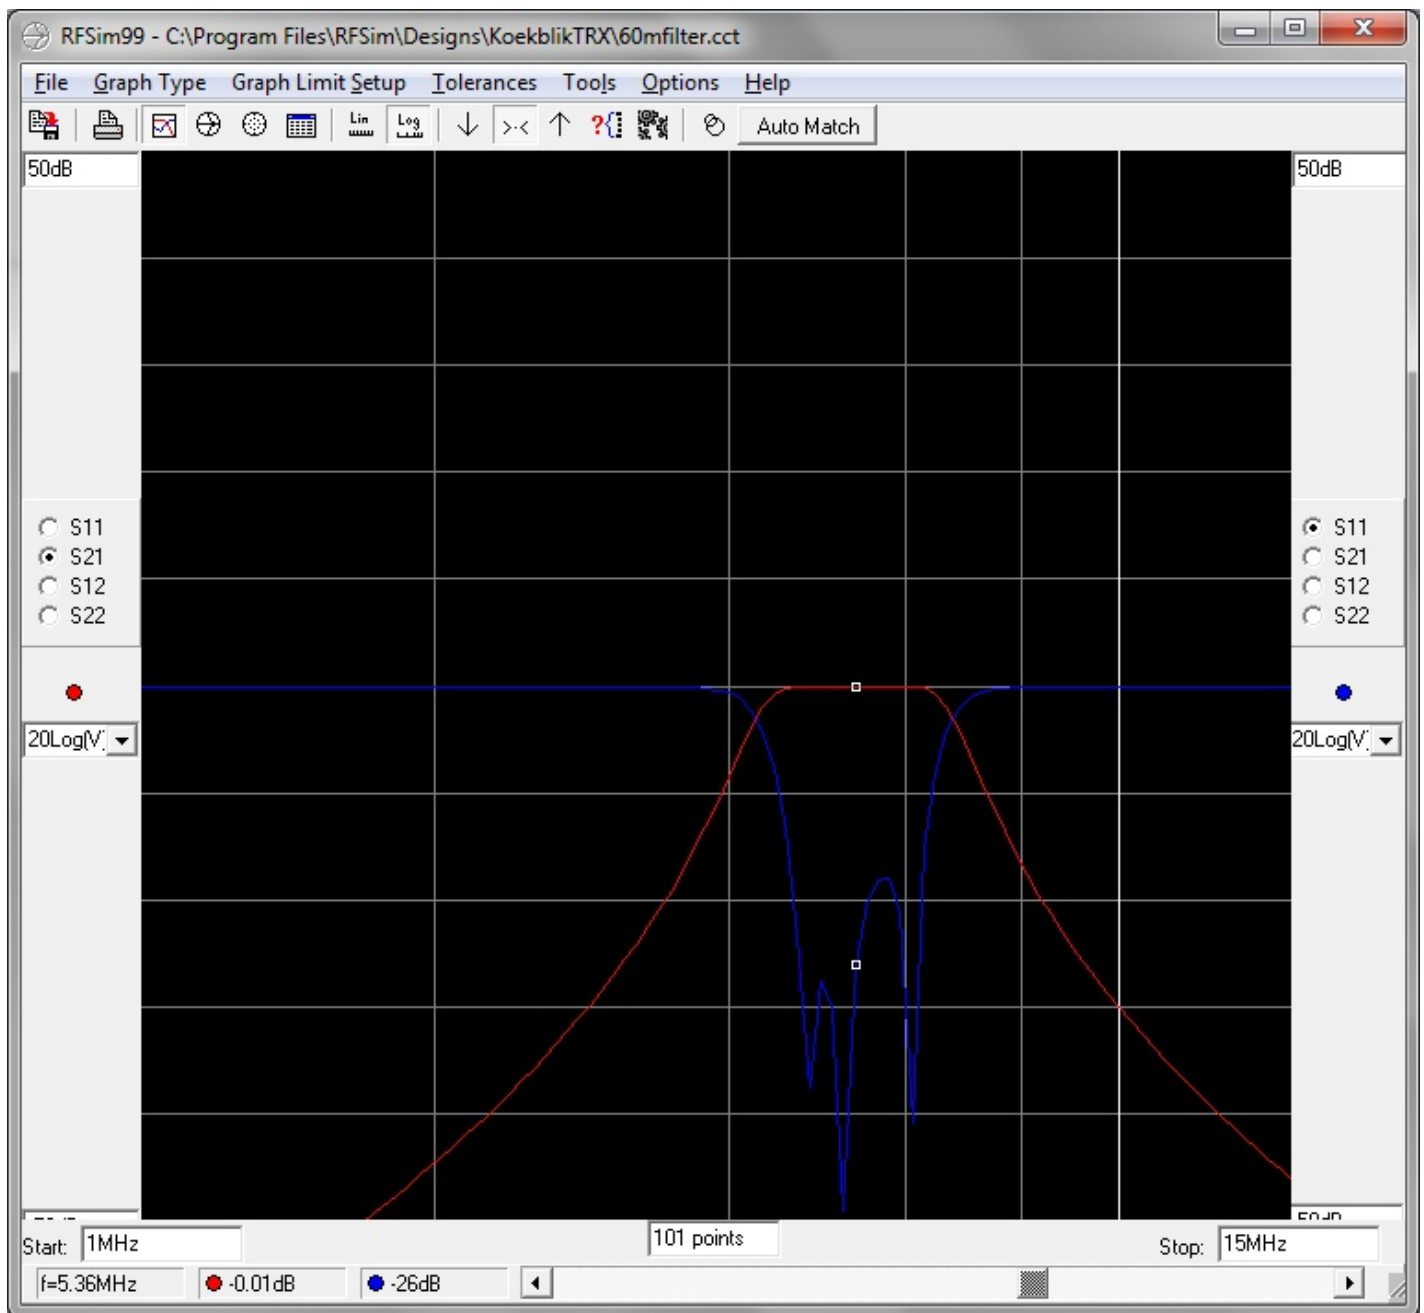 RFSim99 - C:\Program Files\RFSim\Designs\KoekblikTRX\60mfilter.cct
File Graph Type Graph Limit Setup Tolerances Tools Options Help
Lin Log ?{ Auto Match
50dB 50dB
S11 S11
S21 S21
S12 S12
S22 S22
20Log(V) 20Log(V)
Start: 1MHz 101 points Stop: 15MHz
f=5.36MHz -0.01dB -26dB